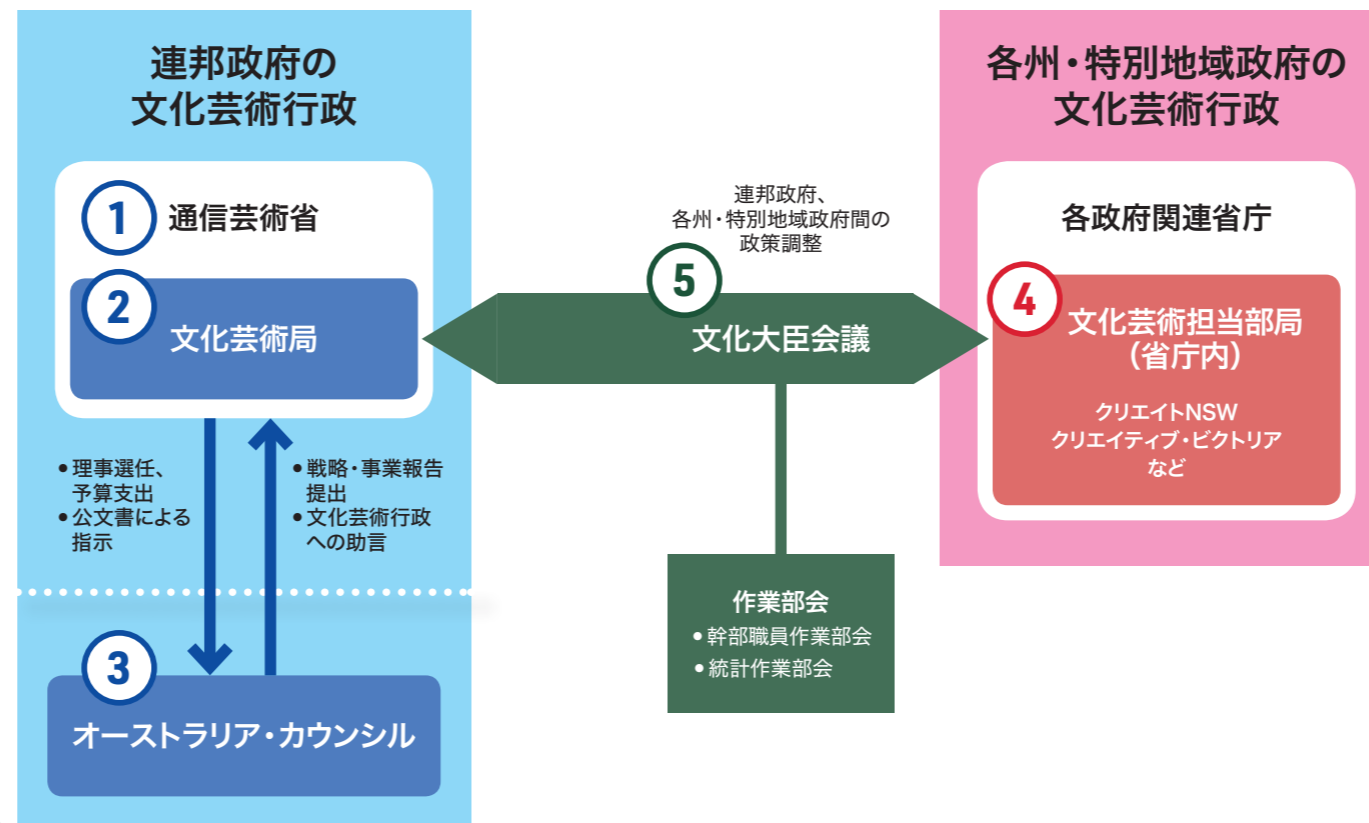 連邦政府の
文化芸術行政
1
通信芸術省
2
文化芸術局
●理事選任、
予算支出
●公文書による
指示
●戦略・事業報告
提出
●文化芸術行政
への助言
3
オーストラリア・カウンシル
連邦政府、
各州・特別地域政府間の
政策調整
5
文化大臣会議
作業部会
●幹部職員作業部会
●統計作業部会
各州・特別地域政府の
文化芸術行政
各政府関連省庁
4
文化芸術担当部局
(省庁内)
クリエイトNSW
クリエイティブ・ビクトリア
など